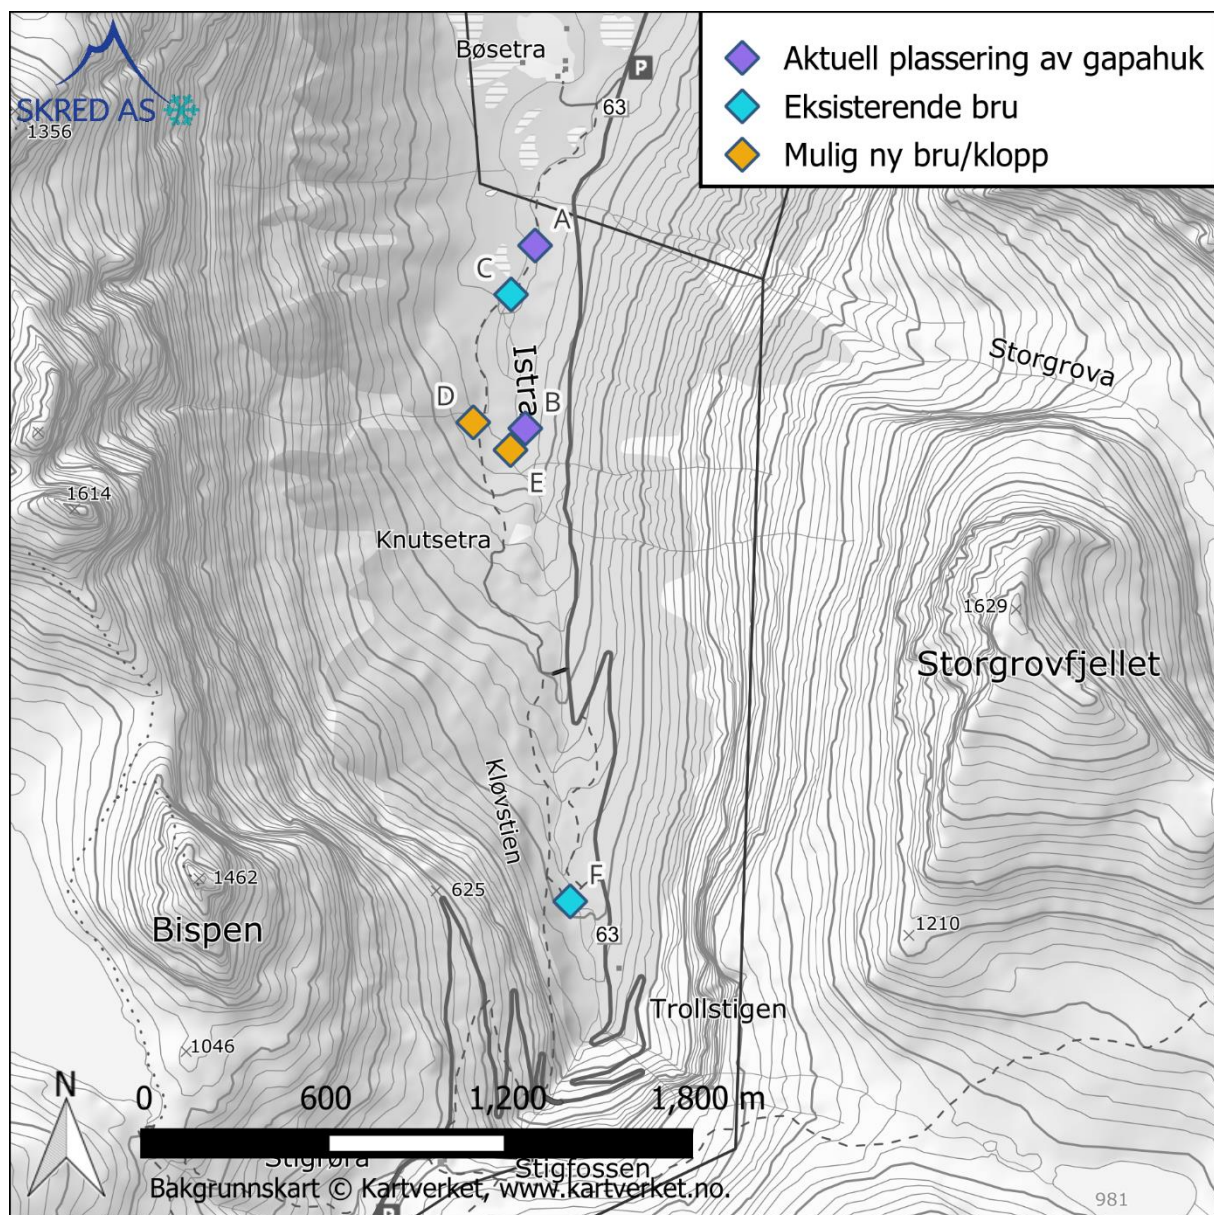 Bøsetra
P
63
SKRED AS
1356
Aktuell plassering av gapahuk
Eksisterende bru
Mulig ny bru/klopp
A
C
Istra
Storgrova
D
B
E
1614
Knutsetra
1629
Storgrovfjellet
Kløvstien
F
1462
625
Bispen
63
1210
Trollstigen
1046
N
0 600 1,200 1,800 m
Stigrøra
Stigfossen
Bakgrunnskart © Kartverket, www.kartverket.no.
981
P